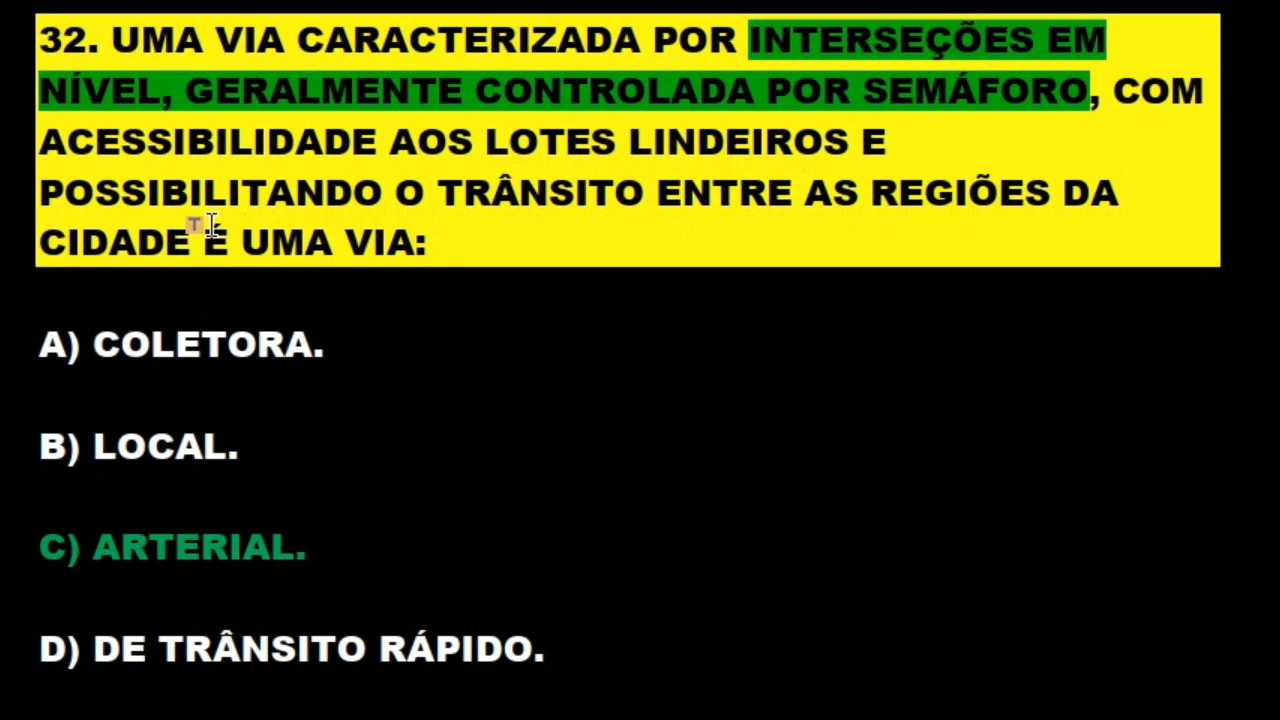 32. UMA VIA CARACTERIZADA POR INTERSEÇÕES EM
NÍVEL, GERALMENTE CONTROLADA POR SEMÁFORO, COM
ACESSIBILIDADE AOS LOTES LINDEIROS E
POSSIBILITANDO O TRÂNSITO ENTRE AS REGIÕES DA
CIDADE É UMA VIA:
A) COLETORA.
B) LOCAL.
C) ARTERIAL.
D) DE TRÂNSITO RÁPIDO.